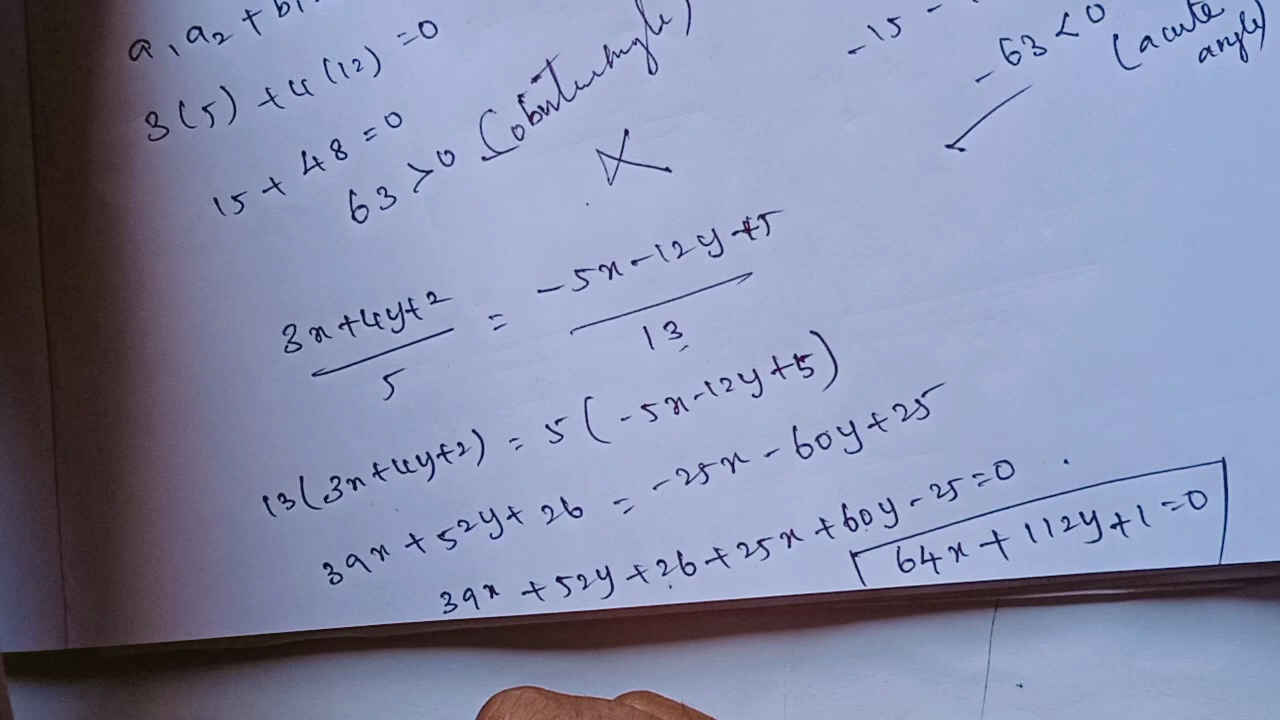 a₁a₂ + b₁
3(5) + 4(12) = 0
15 + 48 = 0
63 > 0 (obtuse angle)
-15 -
-63 < 0
(acute angle)
3x+4y+2 / 5 = -5x-12y+5 / 13
13(3x+4y+2) = 5(-5x-12y+5)
39x + 52y + 26 = -25x - 60y + 25
39x + 52y + 26 + 25x + 60y - 25 = 0
64x + 112y + 1 = 0